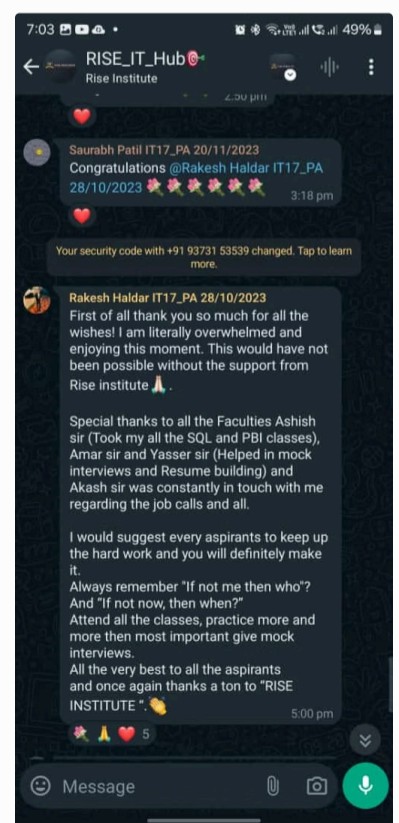 7:03 49%
RISE_IT_Hub
Rise Institute
2:50 pm
Saurabh Patil IT17_PA 20/11/2023
Congratulations @Rakesh Haldar IT17_PA
28/10/2023
3:18 pm
Your security code with +91 93731 53539 changed. Tap to learn
more.
Rakesh Haldar IT17_PA 28/10/2023
First of all thank you so much for all the
wishes! I am literally overwhelmed and
enjoying this moment. This would have not
been possible without the support from
Rise institute🙏🏻.
Special thanks to all the Faculties Ashish
sir (Took my all the SQL and PBI classes),
Amar sir and Yasser sir (Helped in mock
interviews and Resume building) and
Akash sir was constantly in touch with me
regarding the job calls and all.
I would suggest every aspirants to keep up
the hard work and you will definitely make
it.
Always remember "If not me then who"?
And “If not now, then when?”
Attend all the classes, practice more and
more then most important give mock
interviews.
All the very best to all the aspirants
and once again thanks a ton to “RISE
INSTITUTE “.👏
5:00 pm
5
Message